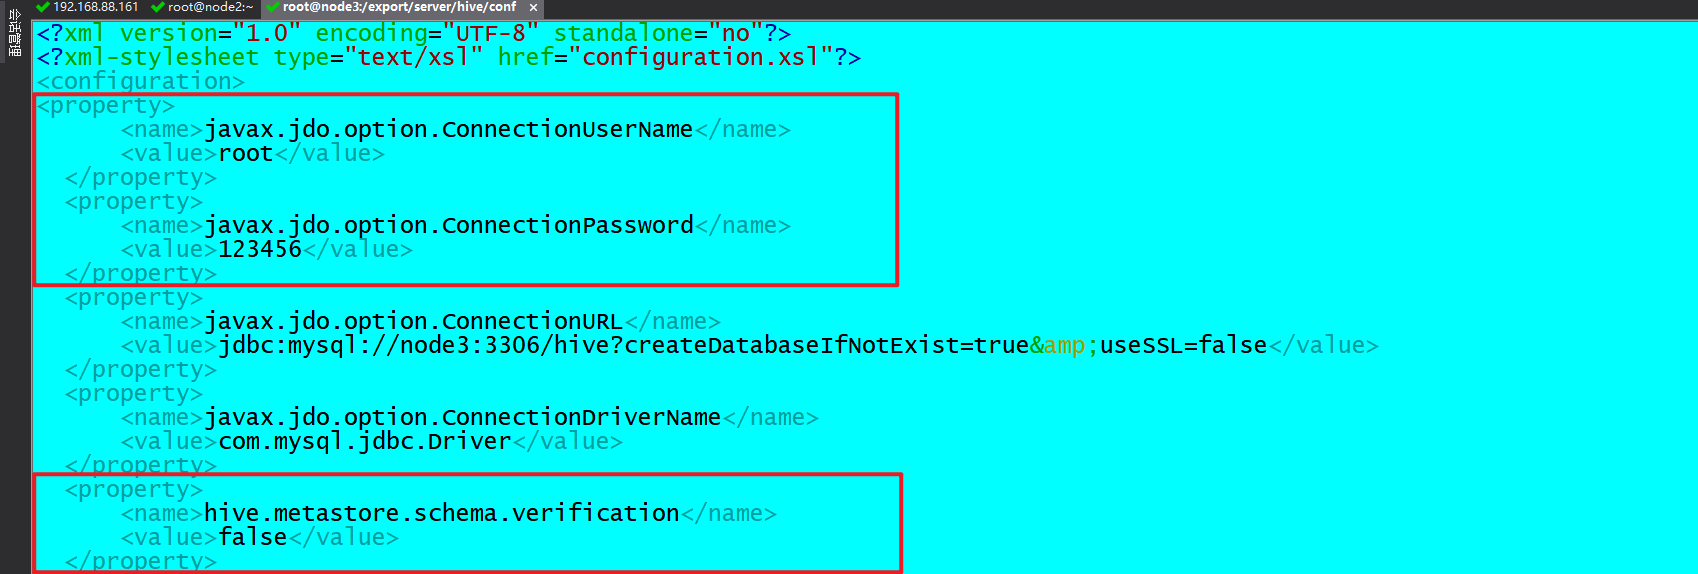 192.168.88.161 root@node2:~ root@node3:/export/server/hive/conf ×
会话管理
<?xml version="1.0" encoding="UTF-8" standalone="no"?>
<?xml-stylesheet type="text/xsl" href="configuration.xsl"?>
<configuration>
<property>
<name>javax.jdo.option.ConnectionUserName</name>
<value>root</value>
</property>
<property>
<name>javax.jdo.option.ConnectionPassword</name>
<value>123456</value>
</property>
<property>
<name>javax.jdo.option.ConnectionURL</name>
<value>jdbc:mysql://node3:3306/hive?createDatabaseIfNotExist=true&amp;useSSL=false</value>
</property>
<property>
<name>javax.jdo.option.ConnectionDriverName</name>
<value>com.mysql.jdbc.Driver</value>
</property>
<property>
<name>hive.metastore.schema.verification</name>
<value>false</value>
</property>